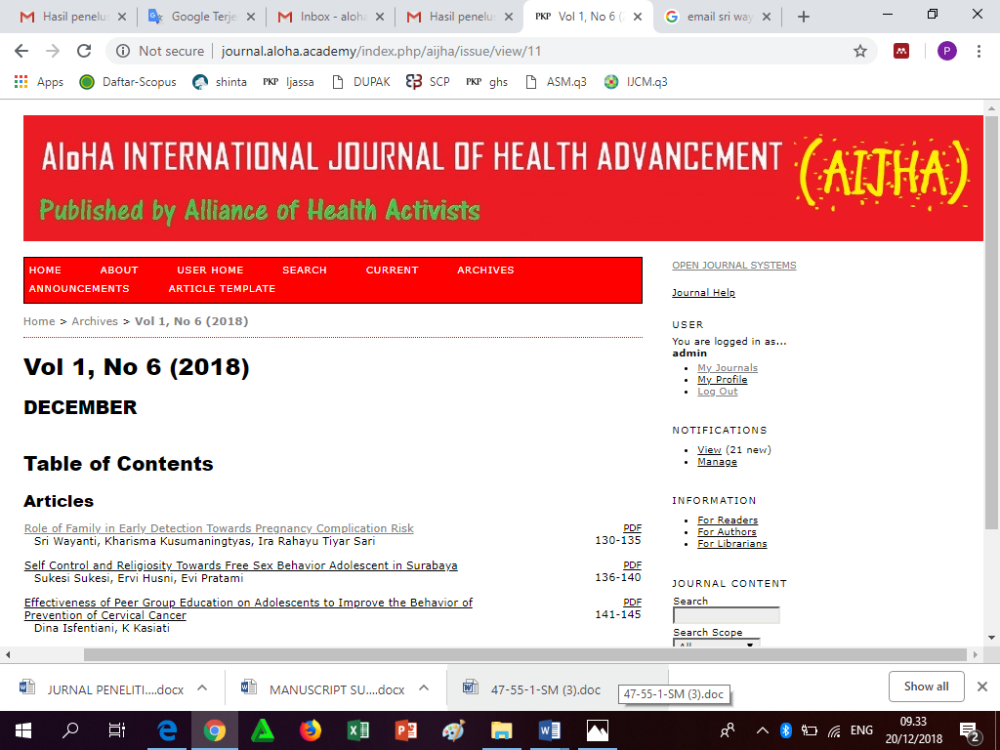 Hasil penelus
Google Terje
Inbox - aloha
Hasil penelus
PKP Vol 1, No 6 (
email sri way
Not secure journal.aloha.academy/index.php/aijha/issue/view/11
P
Apps Daftar-Scopus shinta PKP ljassa DUPAK SCP PKP ghs ASM.q3 IJCM.q3
AloHA INTERNATIONAL JOURNAL OF HEALTH ADVANCEMENT (AIJHA)
Published by Alliance of Health Activists
HOME ABOUT USER HOME SEARCH CURRENT ARCHIVES
ANNOUNCEMENTS ARTICLE TEMPLATE
Home > Archives > Vol 1, No 6 (2018)
Vol 1, No 6 (2018)
DECEMBER
Table of Contents
Articles
Role of Family in Early Detection Towards Pregnancy Complication Risk PDF
Sri Wayanti, Kharisma Kusumaningtyas, Ira Rahayu Tiyar Sari 130-135
Self Control and Religiosity Towards Free Sex Behavior Adolescent in Surabaya PDF
Sukesi Sukesi, Ervi Husni, Evi Pratami 136-140
Effectiveness of Peer Group Education on Adolescents to Improve the Behavior of PDF
Prevention of Cervical Cancer 141-145
Dina Isfentiani, K Kasiati
OPEN JOURNAL SYSTEMS
Journal Help
USER
You are logged in as...
admin
My Journals
My Profile
Log Out
NOTIFICATIONS
View (21 new)
Manage
INFORMATION
For Readers
For Authors
For Librarians
JOURNAL CONTENT
Search
Search Scope
All
JURNAL PENELITI....docx
MANUSCRIPT SU....docx
47-55-1-SM (3).doc
47-55-1-SM (3).doc
Show all
ENG
09.33
20/12/2018
2